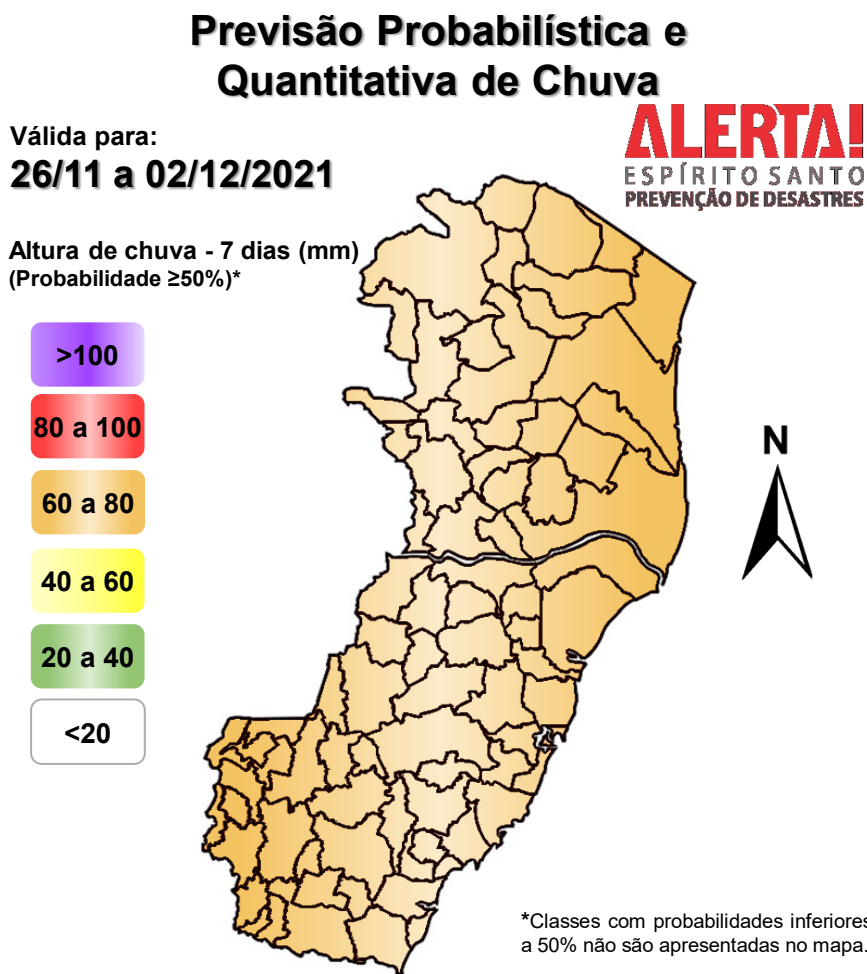 Previsão Probabilística e
Quantitativa de Chuva
ALERTA!
ESPÍRITO SANTO
PREVENÇÃO DE DESASTRES
Válida para:
26/11 a 02/12/2021
Altura de chuva - 7 dias (mm)
(Probabilidade ≥50%)*
>100
80 a 100
60 a 80
40 a 60
20 a 40
<20
N
*Classes com probabilidades inferiores
a 50% não são apresentadas no mapa.